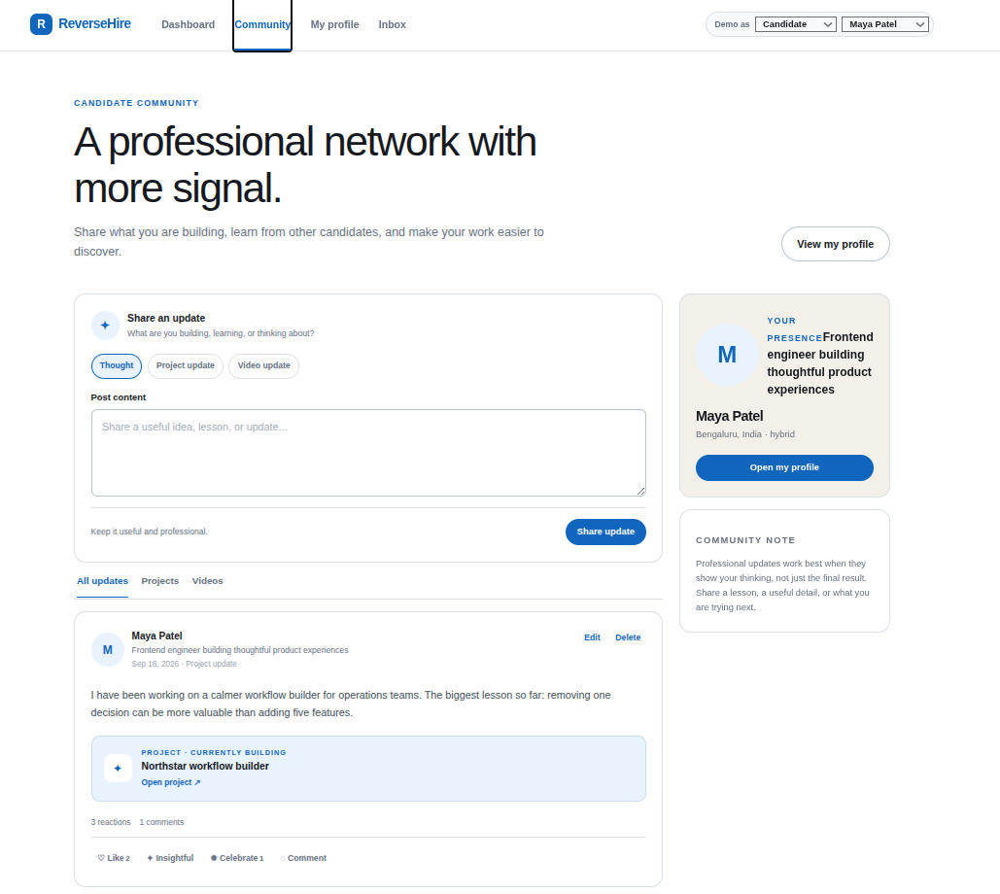 R ReverseHire Dashboard Community My profile Inbox Demo as Candidate Maya Patel
CANDIDATE COMMUNITY
A professional network with
more signal.
Share what you are building, learn from other candidates, and make your work easier to
discover.
View my profile
✦ Share an update
What are you building, learning, or thinking about?
Thought Project update Video update
Post content
Share a useful idea, lesson, or update...
Keep it useful and professional.
Share update
All updates Projects Videos
M Maya Patel
Frontend engineer building thoughtful product experiences
Sep 18, 2026 · Project update
Edit Delete
I have been working on a calmer workflow builder for operations teams. The biggest lesson so far: removing one
decision can be more valuable than adding five features.
✦ PROJECT · CURRENTLY BUILDING
Northstar workflow builder
Open project ↗
3 reactions 1 comments
♡ Like 2 ✦ Insightful ✹ Celebrate 1 ○ Comment
M
YOUR
PRESENCEFrontend
engineer building
thoughtful product
experiences
Maya Patel
Bengaluru, India · hybrid
Open my profile
COMMUNITY NOTE
Professional updates work best when they
show your thinking, not just the final result.
Share a lesson, a useful detail, or what you
are trying next.